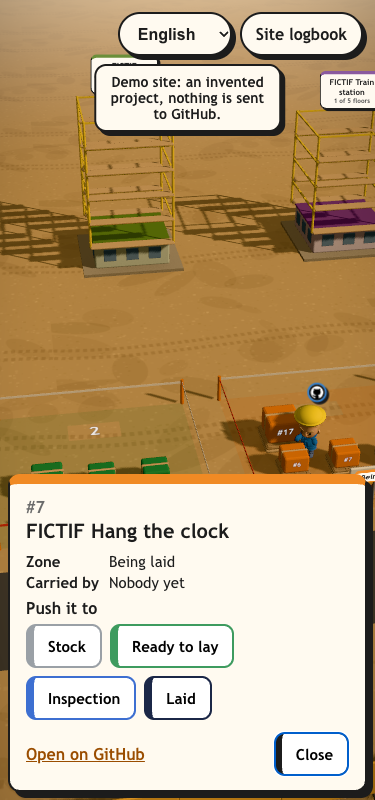 English
Site logbook
Demo site: an invented
project, nothing is sent
to GitHub.
FICTIF Train
station
1 of 5 floors
2
#17
#6
#7
#7
FICTIF Hang the clock
Zone Being laid
Carried by Nobody yet
Push it to
Stock
Ready to lay
Inspection
Laid
Open on GitHub
Close